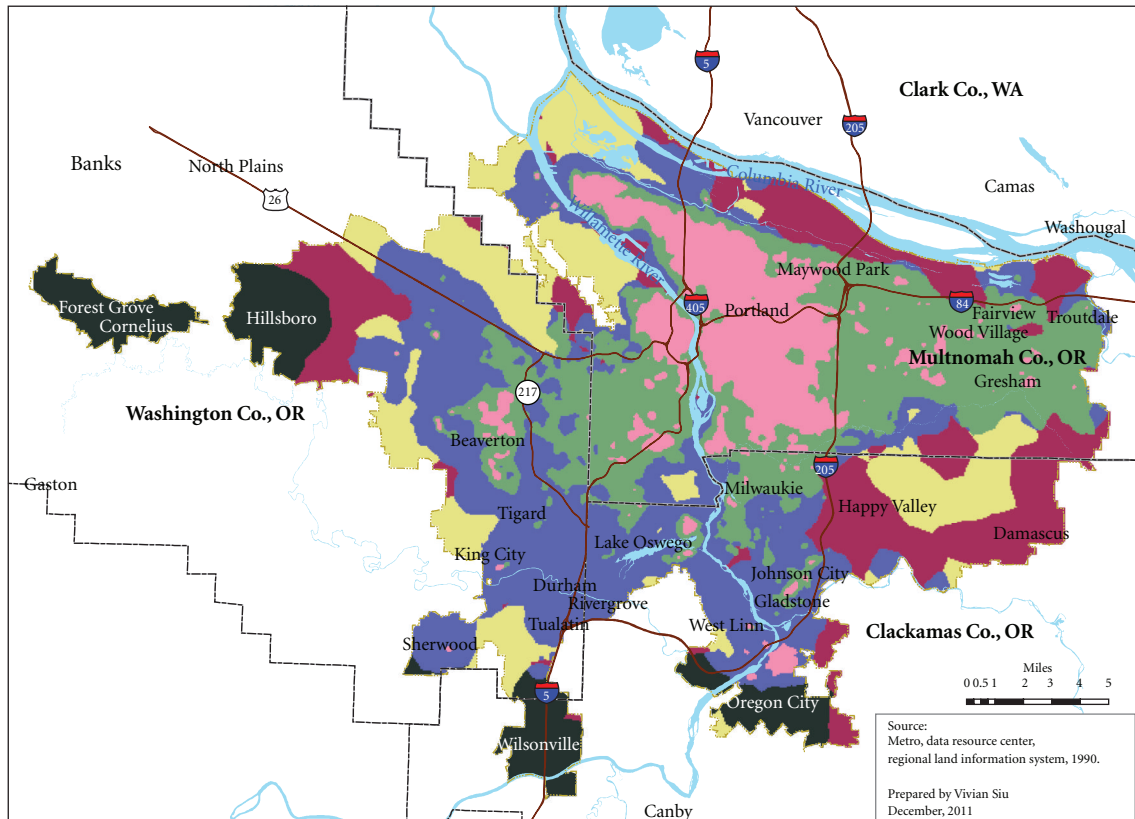 5
Clark Co., WA
Vancouver
205
Banks
North Plains
Columbia River
Camas
26
Willamette River
Washougal
Maywood Park
Forest Grove
Cornelius
Hillsboro
405
Portland
84
Fairview
Troutdale
Wood Village
Multnomah Co., OR
Gresham
217
Washington Co., OR
Beaverton
205
Gaston
Milwaukie
Happy Valley
Tigard
Damascus
Lake Oswego
King City
Johnson City
Durham
Rivergrove
Gladstone
Tualatin
West Linn
Clackamas Co., OR
Sherwood
Miles
0 0.5 1 2 3 4 5
5
Oregon City
Wilsonville
Source:
Metro, data resource center,
regional land information system, 1990.
Prepared by Vivian Siu
December, 2011
Canby